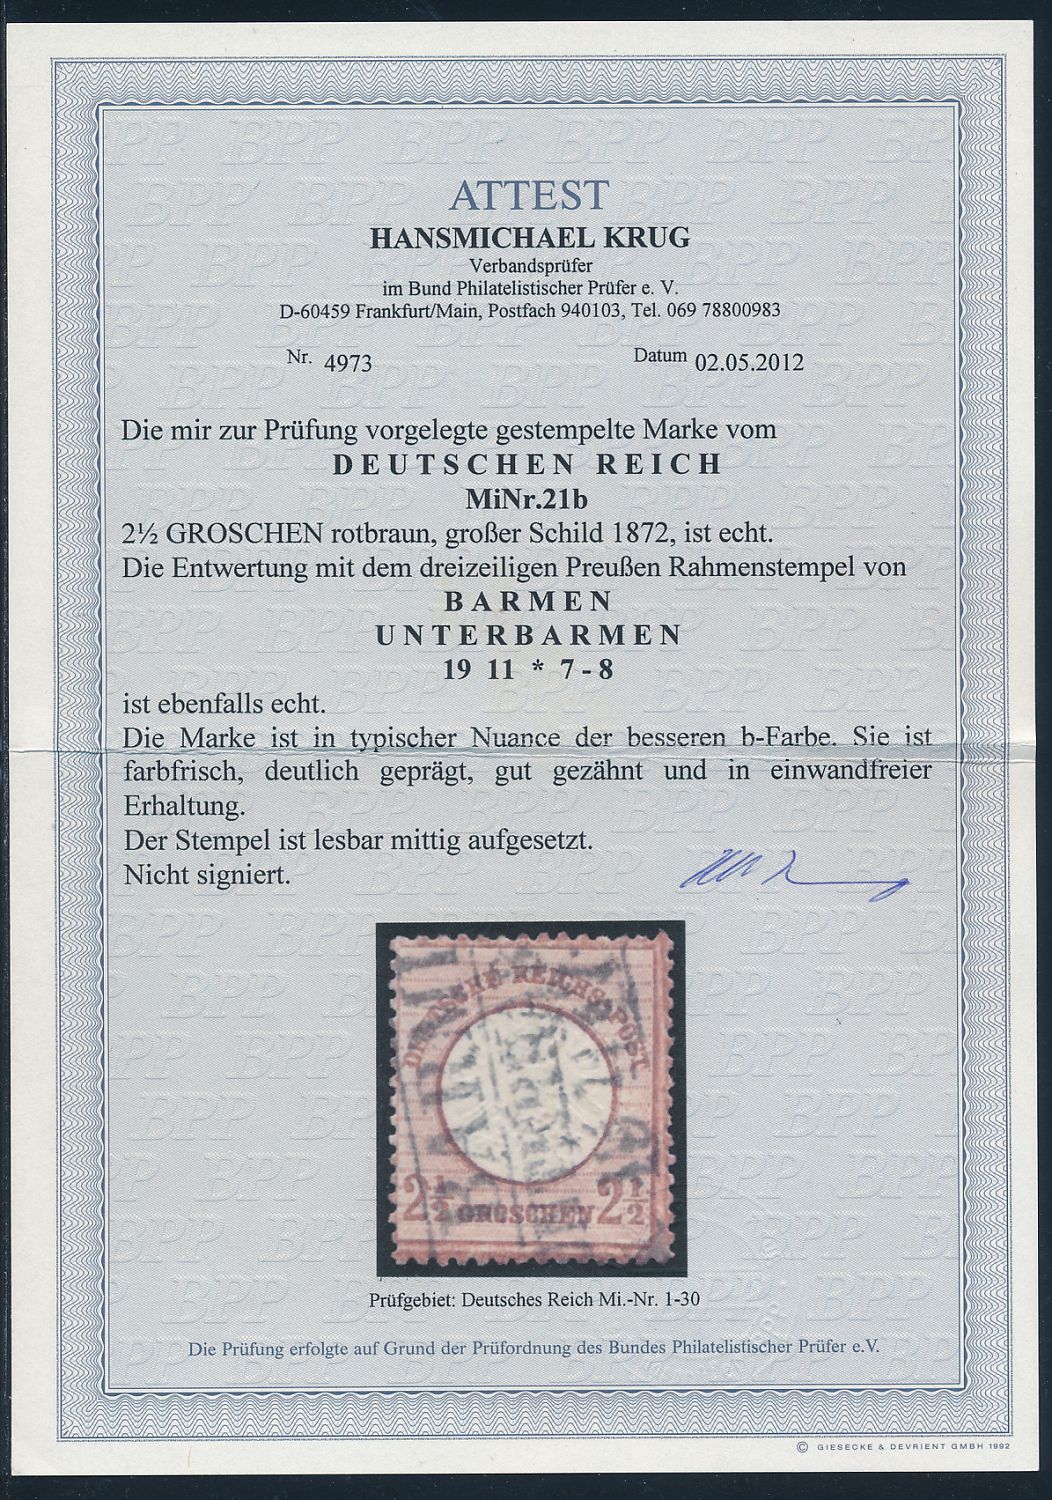 ATTEST
HANSMICHAEL KRUG
Verbandsprüfer
im Bund Philatelistischer Prüfer e. V.
D-60459 Frankfurt/Main, Postfach 940103, Tel. 069 78800983
Nr. 4973 Datum 02.05.2012
Die mir zur Prüfung vorgelegte gestempelte Marke vom
DEUTSCHEN REICH
MiNr.21b
2½ GROSCHEN rotbraun, großer Schild 1872, ist echt.
Die Entwertung mit dem dreizeiligen Preußen Rahmenstempel von
BARMEN
UNTERBARMEN
19 11 * 7 - 8
ist ebenfalls echt.
Die Marke ist in typischer Nuance der besseren b-Farbe. Sie ist
farbfrisch, deutlich geprägt, gut gezähnt und in einwandfreier
Erhaltung.
Der Stempel ist lesbar mittig aufgesetzt.
Nicht signiert.
DEUTSCHE REICHS-POST
2½ GROSCHEN 2½
Prüfgebiet: Deutsches Reich Mi.-Nr. 1-30
Die Prüfung erfolgte auf Grund der Prüfordnung des Bundes Philatelistischer Prüfer e.V.
© GIESECKE & DEVRIENT GMBH 1992